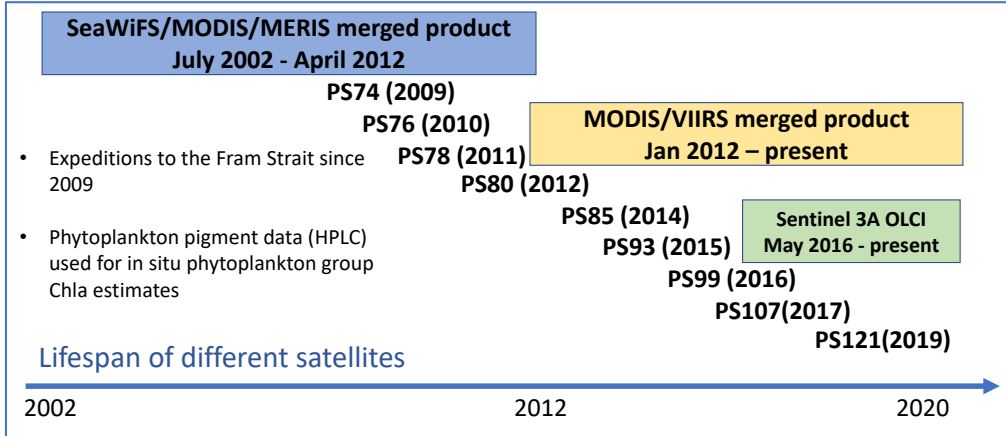 SeaWiFS/MODIS/MERIS merged product
July 2002 - April 2012
PS74 (2009)
PS76 (2010)
MODIS/VIIRS merged product
Jan 2012 – present
• Expeditions to the Fram Strait since
2009
PS78 (2011)
PS80 (2012)
PS85 (2014)
Sentinel 3A OLCI
May 2016 - present
• Phytoplankton pigment data (HPLC)
used for in situ phytoplankton group
Chla estimates
PS93 (2015)
PS99 (2016)
PS107(2017)
PS121(2019)
Lifespan of different satellites
2002
2012
2020